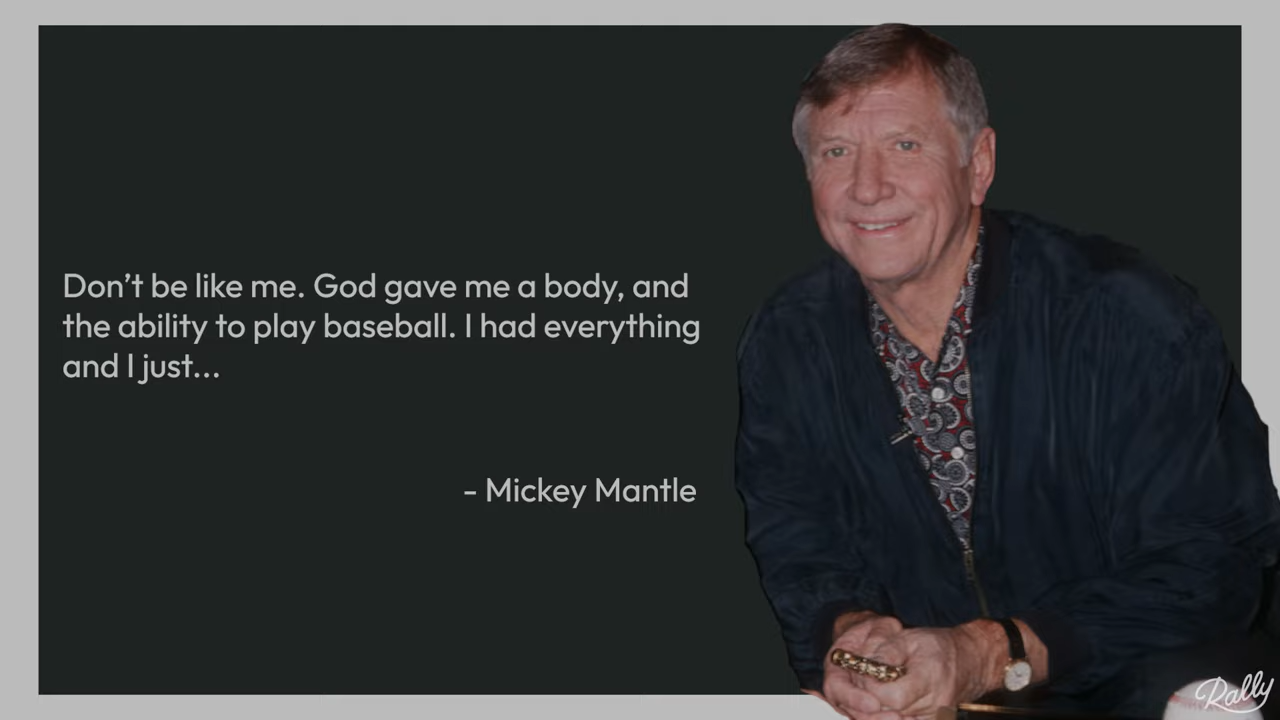 Don’t be like me. God gave me a body, and
the ability to play baseball. I had everything
and I just...
- Mickey Mantle
Rally